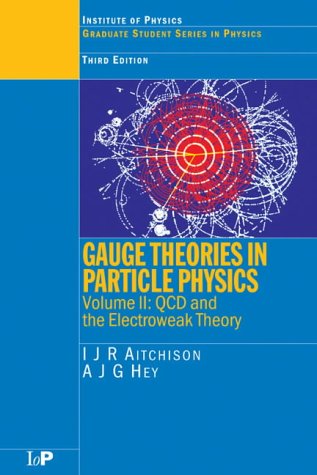 INSTITUTE OF PHYSICS
GRADUATE STUDENT SERIES IN PHYSICS
THIRD EDITION
GAUGE THEORIES IN
PARTICLE PHYSICS
Volume II: QCD and
the Electroweak Theory
I J R AITCHISON
A J G HEY
IoP